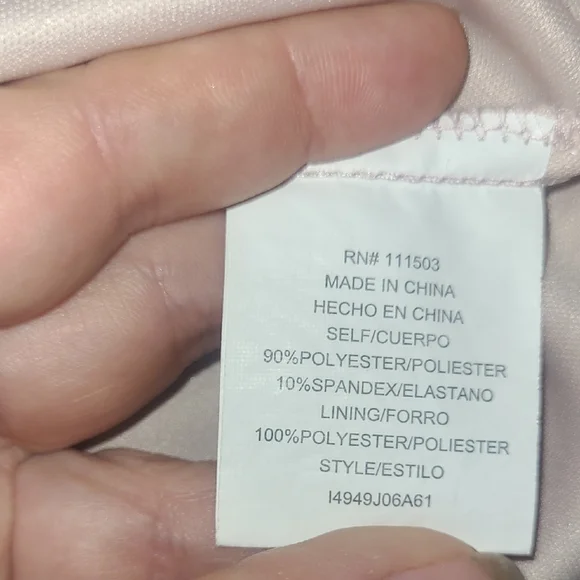 RN# 111503
MADE IN CHINA
HECHO EN CHINA
SELF/CUERPO
90%POLYESTER/POLIESTER
10%SPANDEX/ELASTANO
LINING/FORRO
100%POLYESTER/POLIESTER
STYLE/ESTILO
I4949J06A61